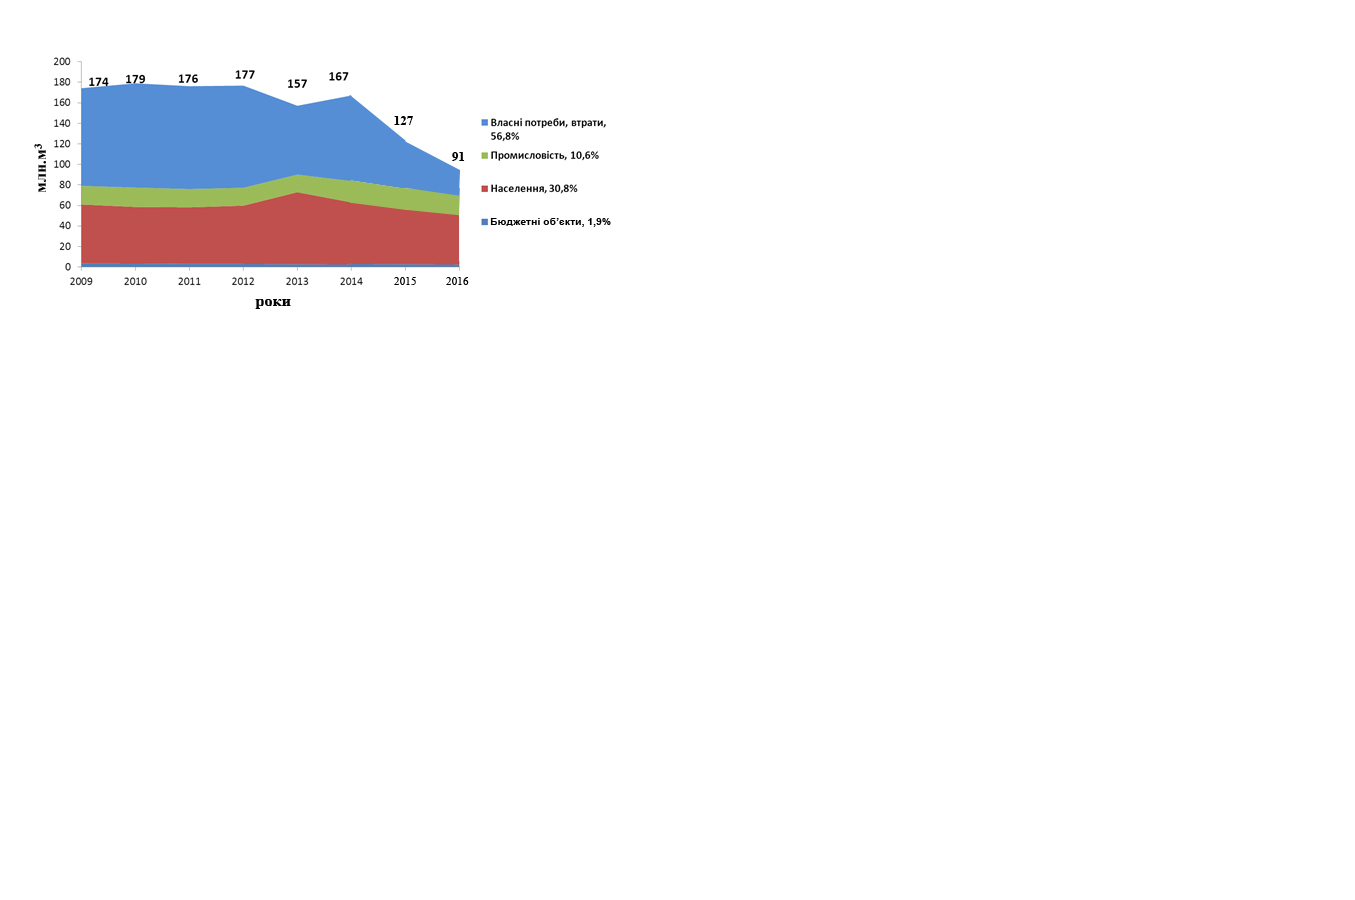 200
180
160
140
120
100
80
60
40
20
0
млн.м³
174 179 176 177 157 167 127 91
2009 2010 2011 2012 2013 2014 2015 2016
роки
Власні потреби, втрати,
56,8%
Промисловість, 10,6%
Населення, 30,8%
Бюджетні об'єкти, 1,9%